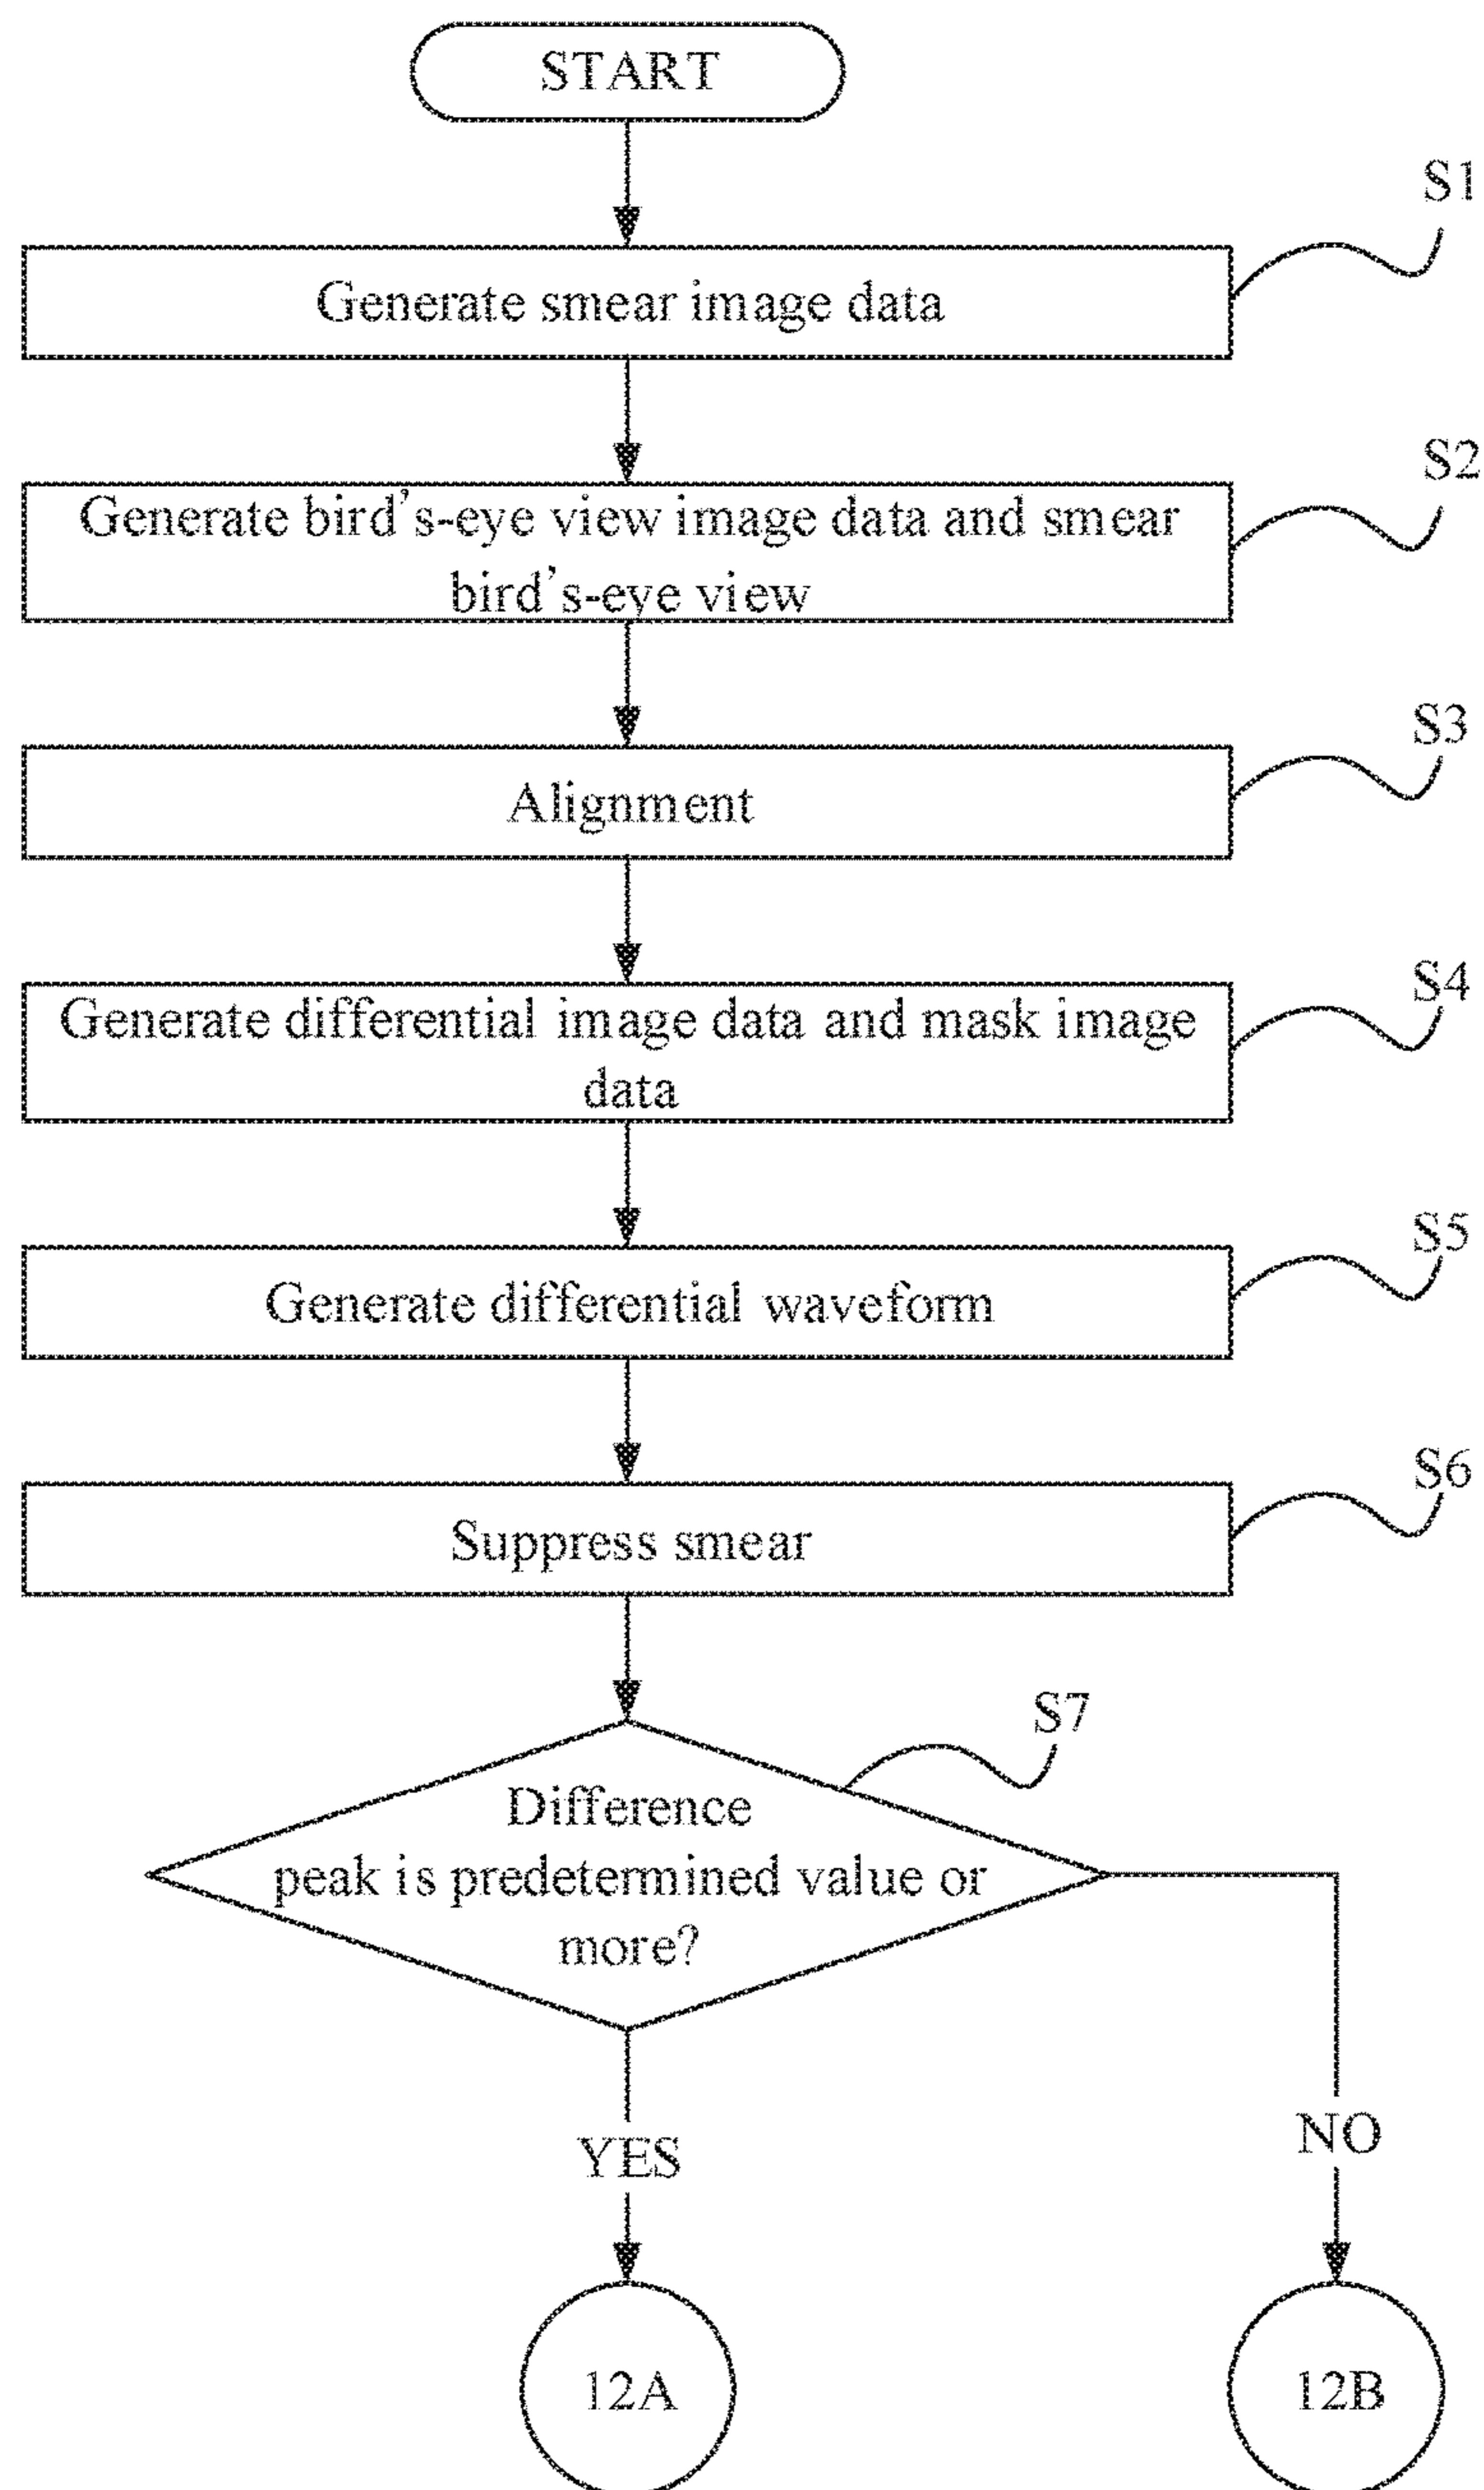 START
S1
Generate smear image data
S2
Generate bird's-eye view image data and smear
bird's-eye view
S3
Alignment
S4
Generate differential image data and mask image
data
S5
Generate differential waveform
S6
Suppress smear
S7
Difference
peak is predetermined value or
more?
YES
NO
12A
12B